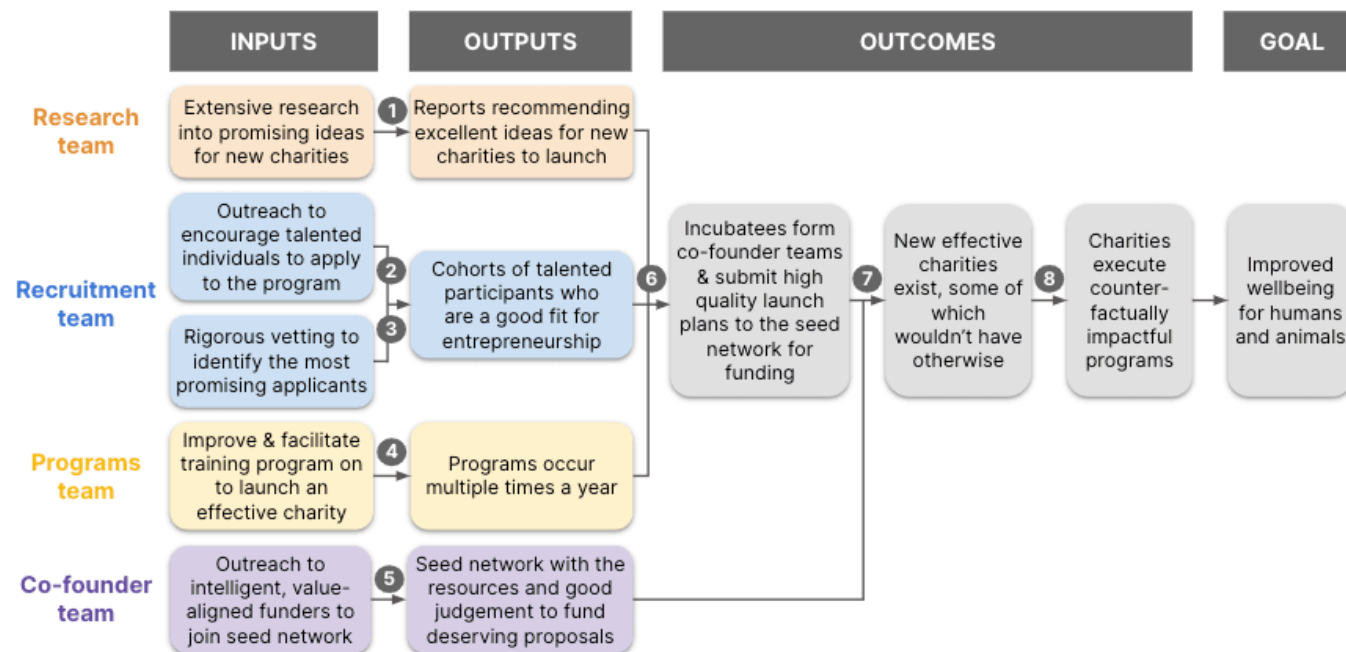 INPUTS
OUTPUTS
OUTCOMES
GOAL
Research
team
Extensive research
into promising ideas
for new charities
1
Reports recommending
excellent ideas for new
charities to launch
Recruitment
team
Outreach to
encourage talented
individuals to apply
to the program
2
Rigorous vetting to
identify the most
promising applicants
3
Cohorts of talented
participants who
are a good fit for
entrepreneurship
6
Incubatees form
co-founder teams
& submit high
quality launch
plans to the seed
network for
funding
7
New effective
charities
exist, some of
which
wouldn't have
otherwise
8
Charities
execute
counter-
factually
impactful
programs
Improved
wellbeing
for humans
and animals
Programs
team
Improve & facilitate
training program on
to launch an
effective charity
4
Programs occur
multiple times a year
Co-founder
team
Outreach to
intelligent, value-
aligned funders to
join seed network
5
Seed network with the
resources and good
judgement to fund
deserving proposals